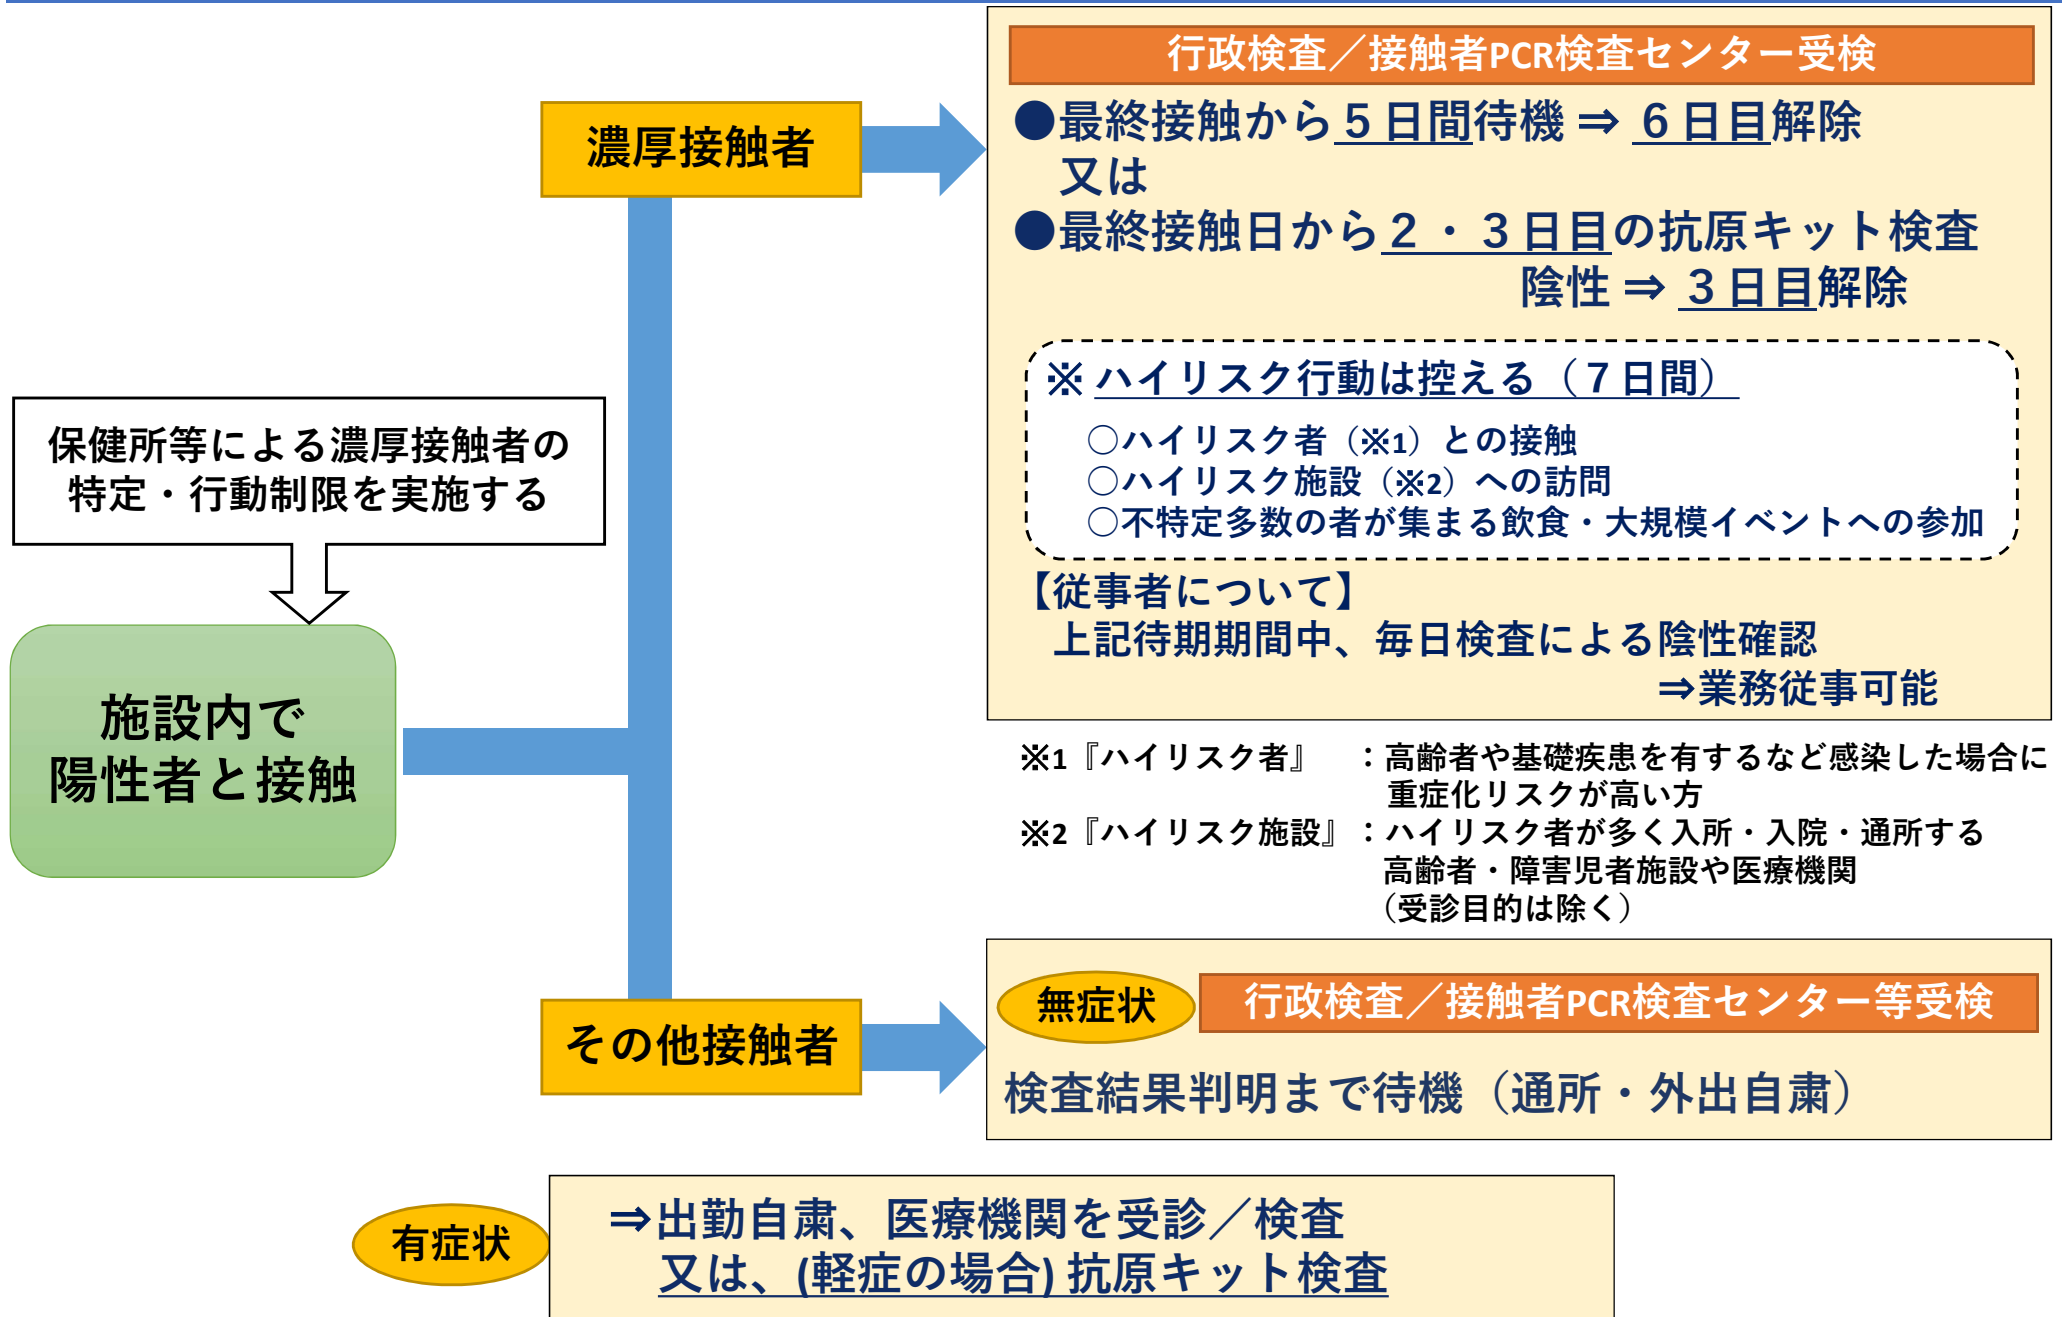 行政検査／接触者PCR検査センター受検
濃厚接触者
●最終接触から５日間待機 ⇒ ６日目解除
又は
●最終接触日から２・３日目の抗原キット検査
陰性 ⇒ ３日目解除
※ ハイリスク行動は控える（７日間）
○ハイリスク者（※1）との接触
○ハイリスク施設（※2）への訪問
○不特定多数の者が集まる飲食・大規模イベントへの参加
【従事者について】
上記待期期間中、毎日検査による陰性確認
⇒業務従事可能
保健所等による濃厚接触者の
特定・行動制限を実施する
施設内で
陽性者と接触
※1『ハイリスク者』　：高齢者や基礎疾患を有するなど感染した場合に
重症化リスクが高い方
※2『ハイリスク施設』：ハイリスク者が多く入所・入院・通所する
高齢者・障害児者施設や医療機関
（受診目的は除く）
その他接触者
無症状
行政検査／接触者PCR検査センター等受検
検査結果判明まで待機（通所・外出自粛）
有症状
⇒出勤自粛、医療機関を受診／検査
又は、(軽症の場合) 抗原キット検査